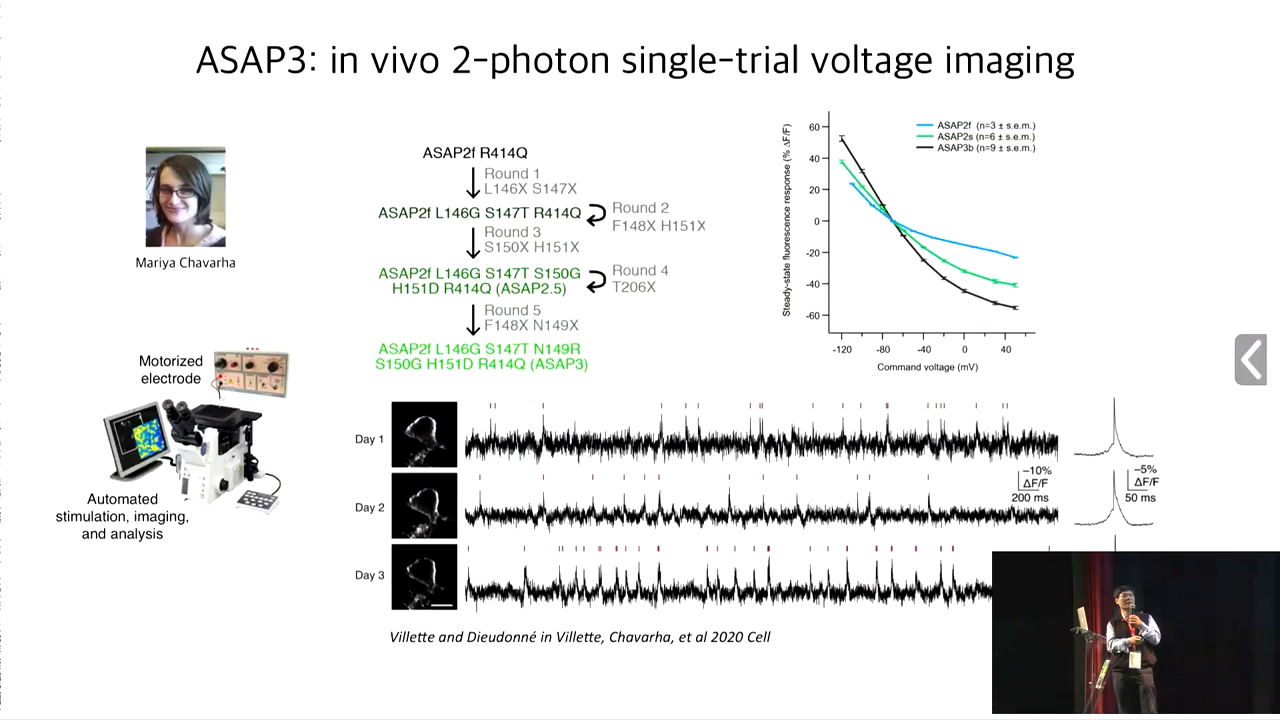 ASAP3: in vivo 2-photon single-trial voltage imaging
Mariya Chavarha
Motorized
electrode
Automated
stimulation, imaging,
and analysis
ASAP2f R414Q
Round 1
L146X S147X
ASAP2f L146G S147T R414Q
Round 2
F148X H151X
Round 3
S150X H151X
ASAP2f L146G S147T S150G
H151D R414Q (ASAP2.5)
Round 4
T206X
Round 5
F148X N149X
ASAP2f L146G S147T N149R
S150G H151D R414Q (ASAP3)
Steady-state fluorescence response (% ΔF/F)
60
40
20
0
-20
-40
-60
ASAP2f (n=3 ± s.e.m.)
ASAP2s (n=6 ± s.e.m.)
ASAP3b (n=9 ± s.e.m.)
-120
-80
-40
0
40
Command voltage (mV)
Day 1
Day 2
Day 3
−10%
ΔF/F
200 ms
−5%
ΔF/F
50 ms
Villette and Dieudonné in Villette, Chavarha, et al 2020 Cell